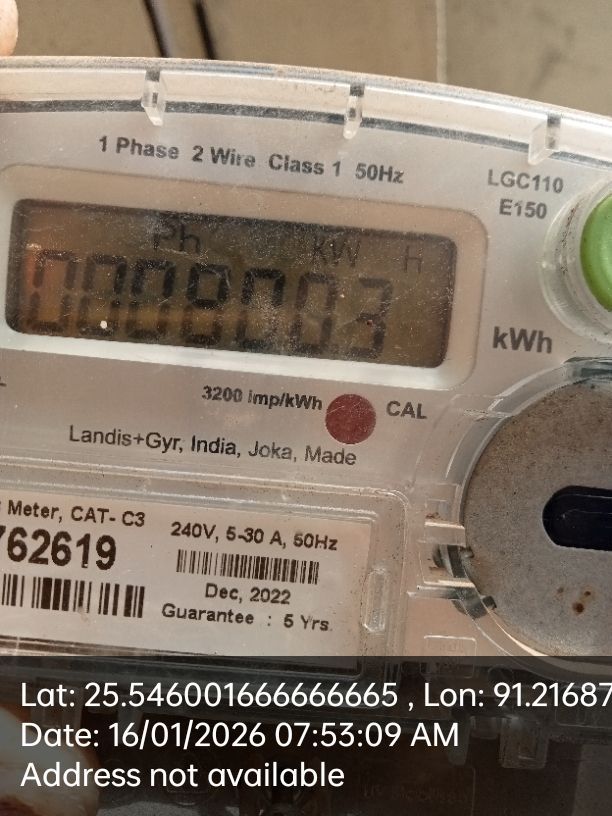 1 Phase 2 Wire Class 1 50Hz
LGC110
E150
Ph kW H
kWh
3200 imp/kWh
CAL
Landis+Gyr, India, Joka, Made
Meter, CAT- C3
762619
240V, 5-30 A, 50Hz
Dec, 2022
Guarantee : 5 Yrs.
Lat: 25.546001666666665 , Lon: 91.21687
Date: 16/01/2026 07:53:09 AM
Address not available